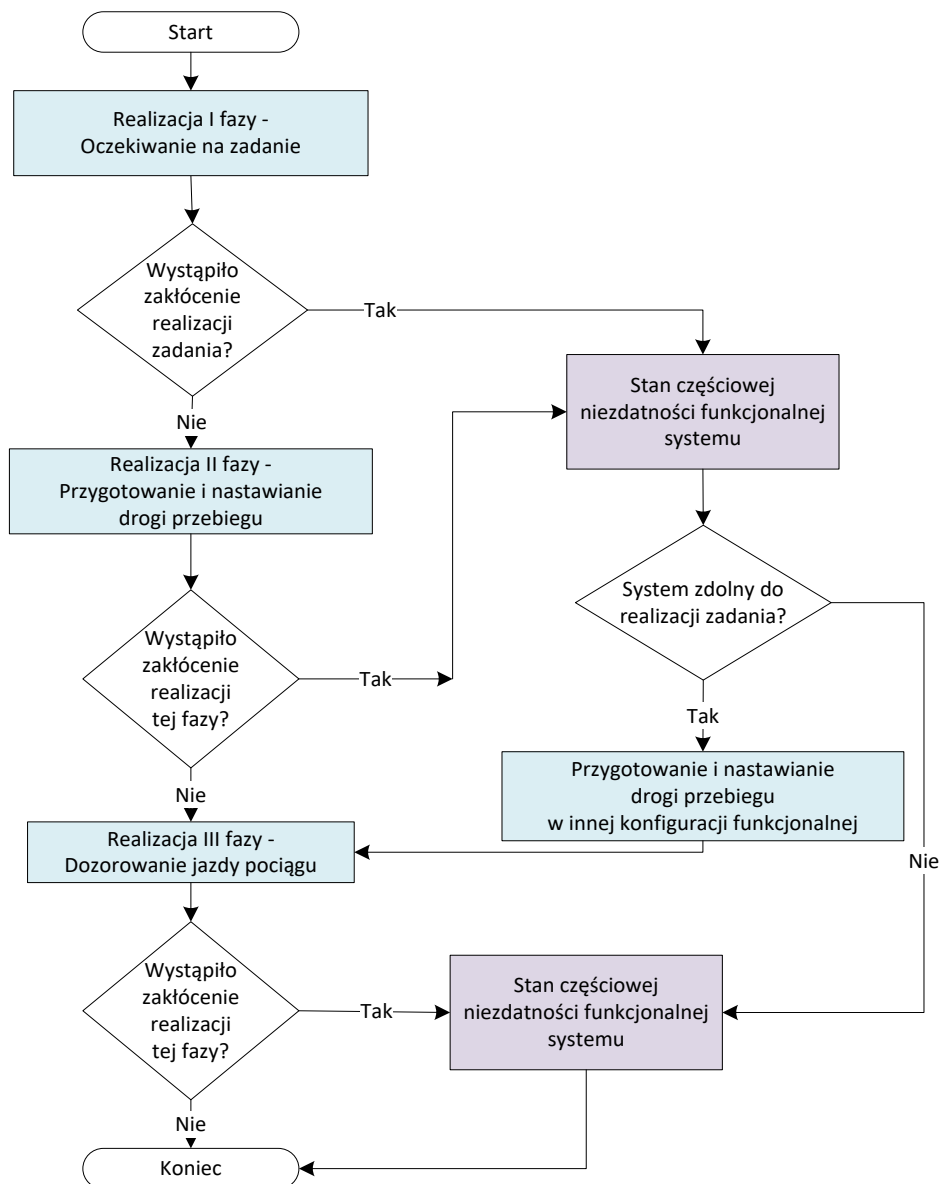 Start
Realizacja I fazy -
Oczekiwanie na zadanie
Wystąpiło
zakłócenie
realizacji
zadania?
Tak
Nie
Stan częściowej
niezdatności funkcjonalnej
systemu
Realizacja II fazy -
Przygotowanie i nastawianie
drogi przebiegu
System zdolny do
realizacji zadania?
Wystąpiło
zakłócenie
realizacji
tej fazy?
Tak
Tak
Nie
Przygotowanie i nastawianie
drogi przebiegu
w innej konfiguracji funkcjonalnej
Realizacja III fazy -
Dozorowanie jazdy pociągu
Nie
Wystąpiło
zakłócenie
realizacji
tej fazy?
Tak
Stan częściowej
niezdatności funkcjonalnej
systemu
Nie
Koniec